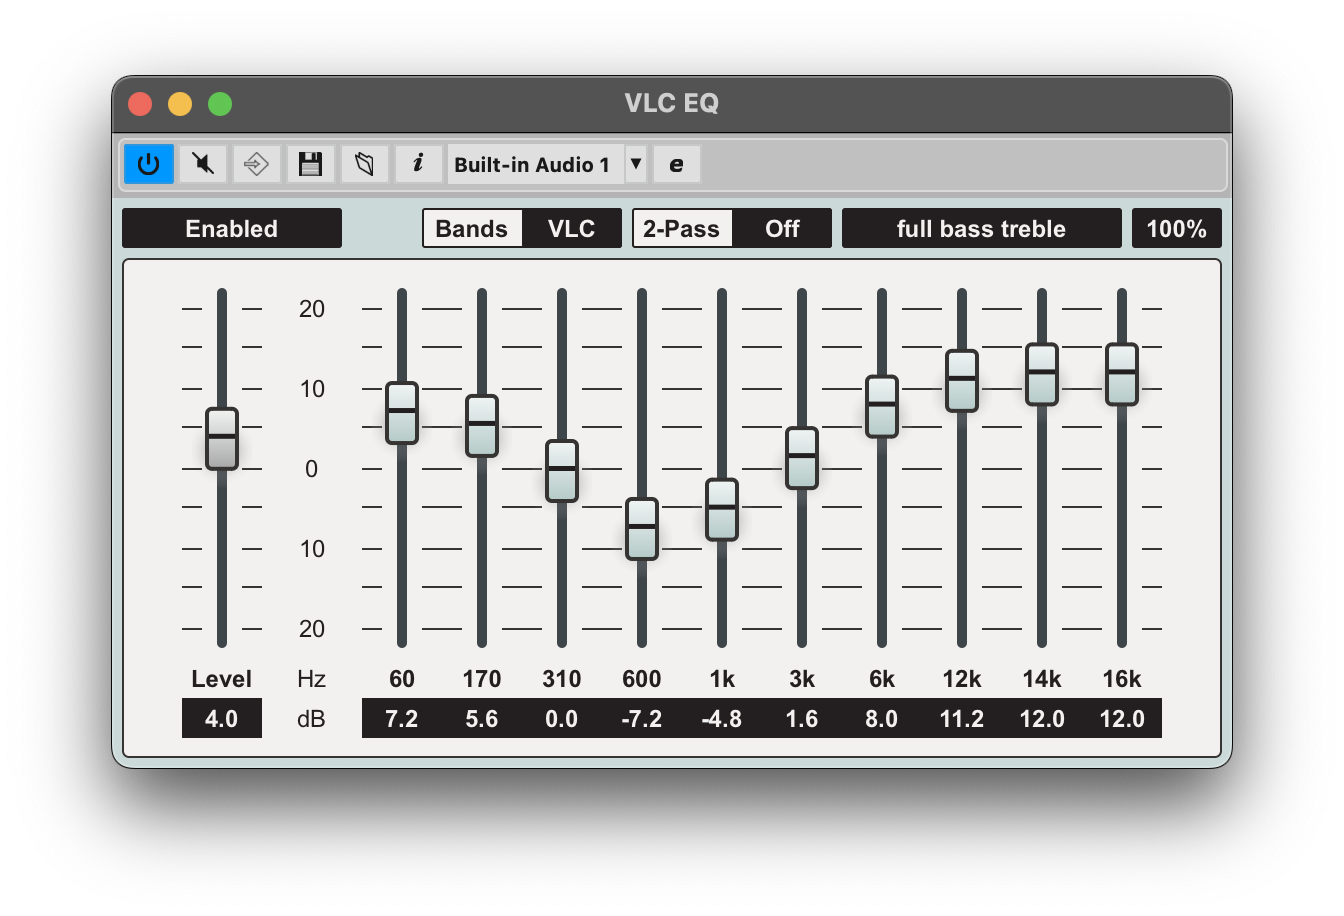 VLC EQ
i Built-in Audio 1 e
Enabled Bands VLC 2-Pass Off full bass treble 100%
20
10
0
10
20
Level Hz 60 170 310 600 1k 3k 6k 12k 14k 16k
4.0 dB 7.2 5.6 0.0 -7.2 -4.8 1.6 8.0 11.2 12.0 12.0